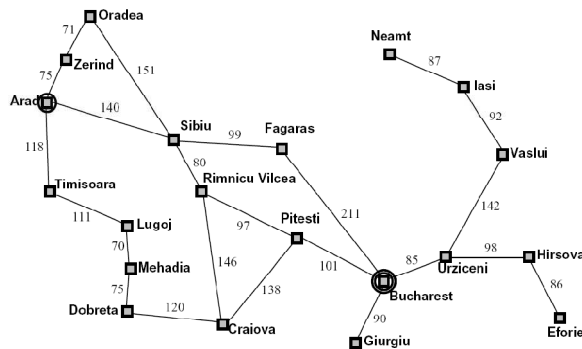 Oradea
71
Neamt
87
Zerind
151
75
Iasi
Arad
140
92
Sibiu
Fagaras
99
118
Vaslui
80
Timisoara
Rimnicu Vilcea
111
211
142
Lugoj
97
Pitesti
70
98
Hirsova
146
101
85
Mehadia
Urziceni
138
75
86
Bucharest
Dobreta
120
90
Craiova
Eforie
Giurgiu